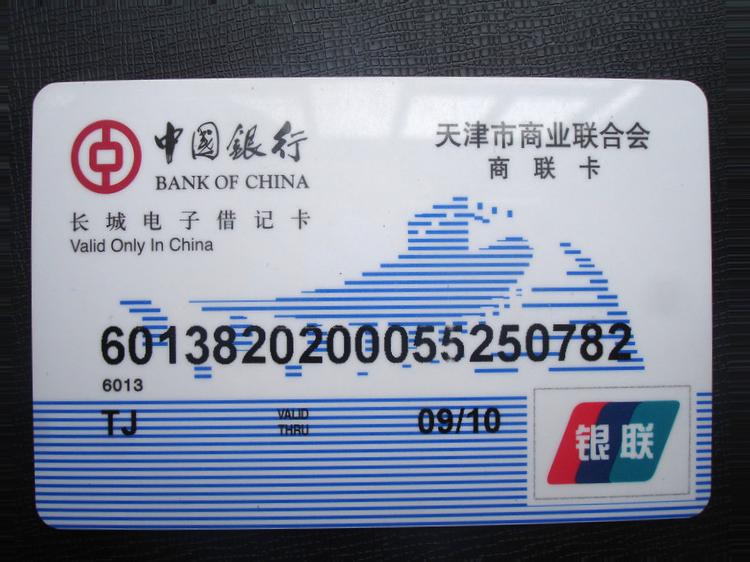 中国银行
BANK OF CHINA
天津市商业联合会
商联卡
长城电子借记卡
Valid Only In China
6013820200055250782
6013
TJ VALID THRU 09/10
银联